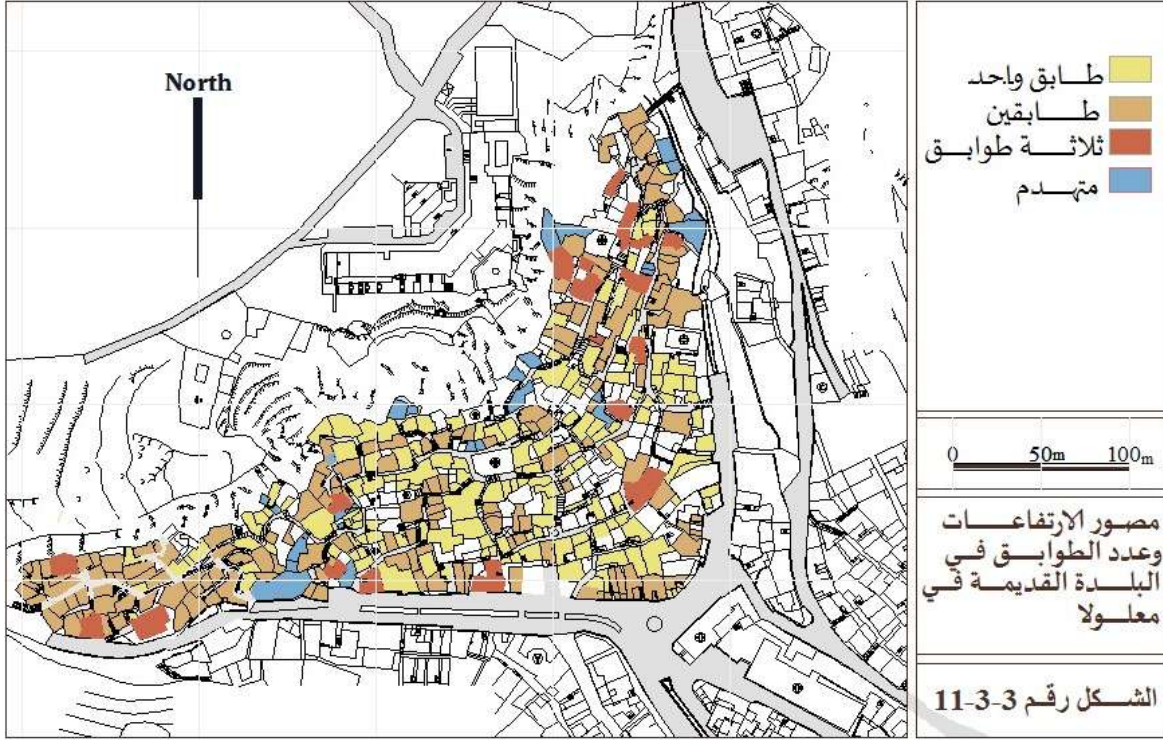 North
طابق واحد
طابقين
ثلاثة طوابق
متهدم
0 50m 100m
مصور الارتفاعات
وعدد الطوابق في
البلدة القديمة في
معلولا
الشكل رقم 3-3-11